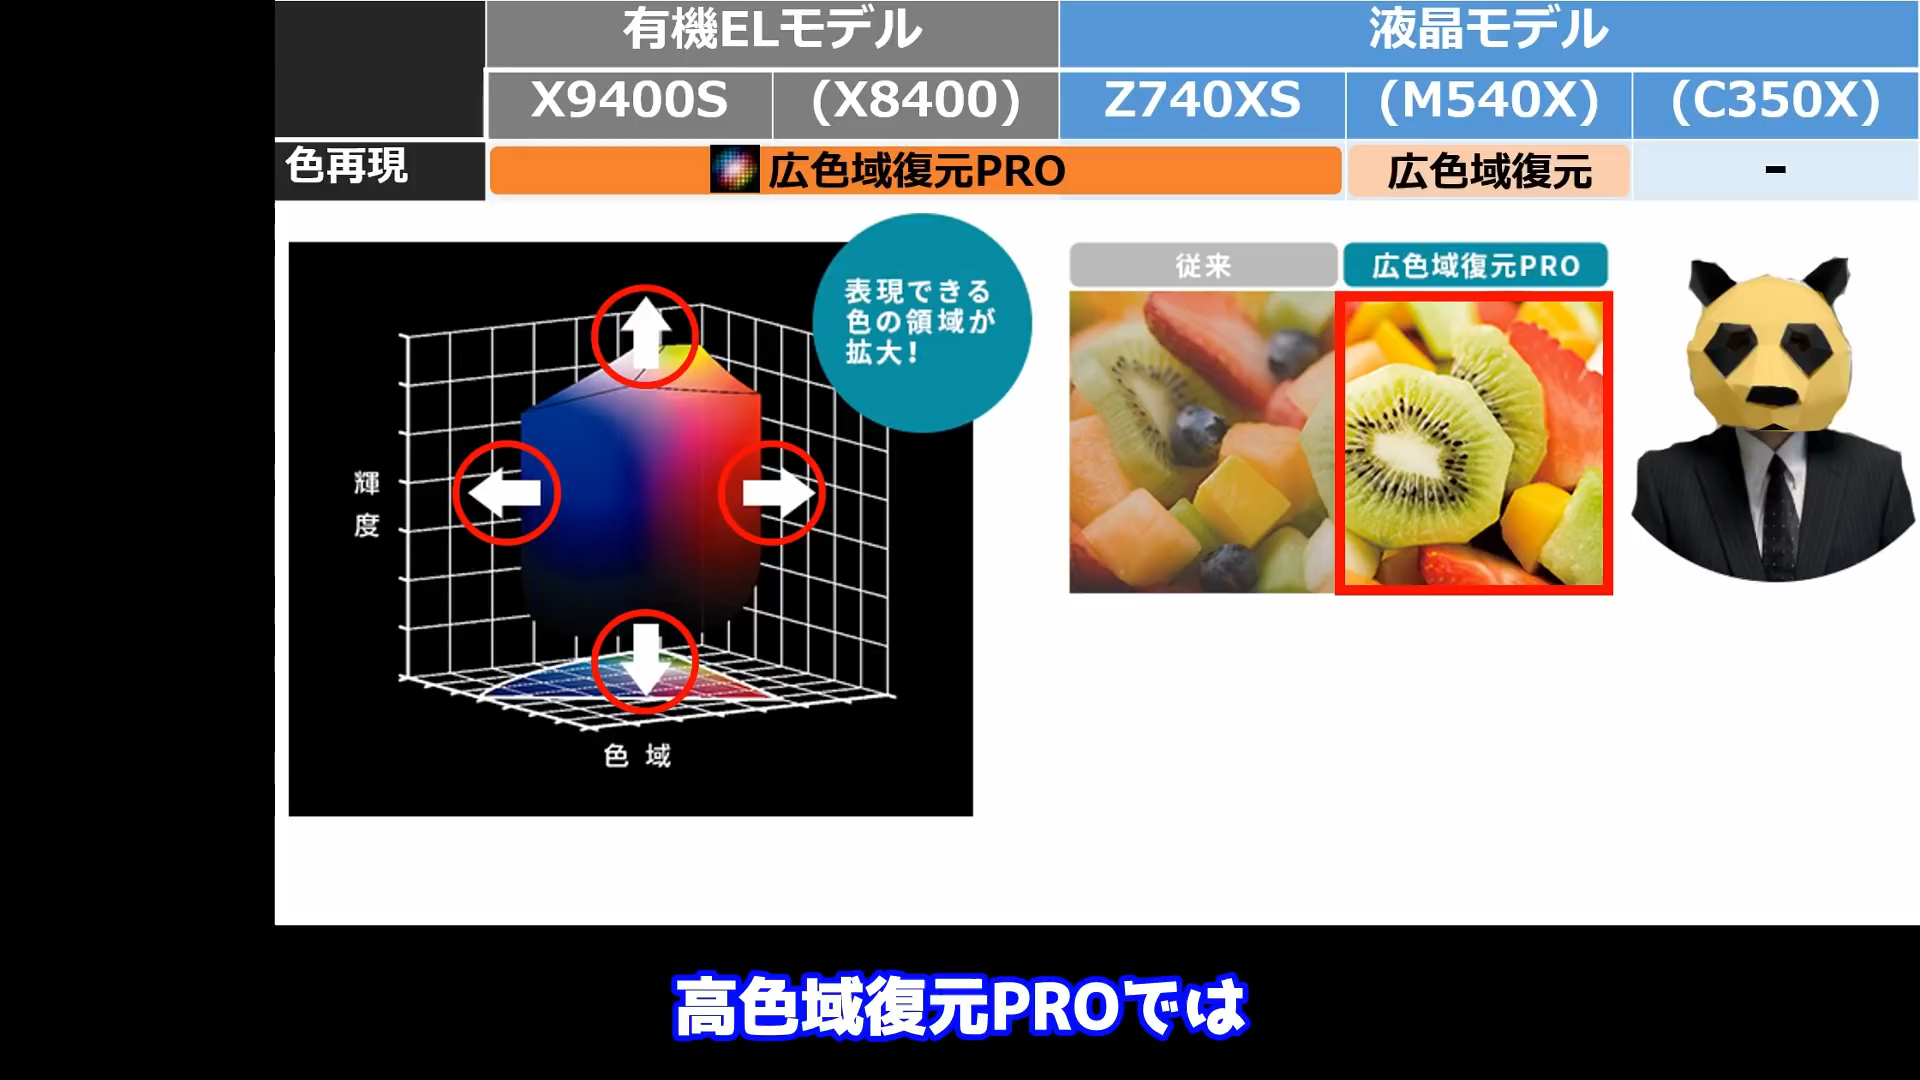 有機ELモデル
液晶モデル
X9400S
(X8400)
Z740XS
(M540X)
(C350X)
色再現
広色域復元PRO
広色域復元
-
表現できる
色の領域が
拡大!
従来
広色域復元PRO
輝度
色域
高色域復元PROでは